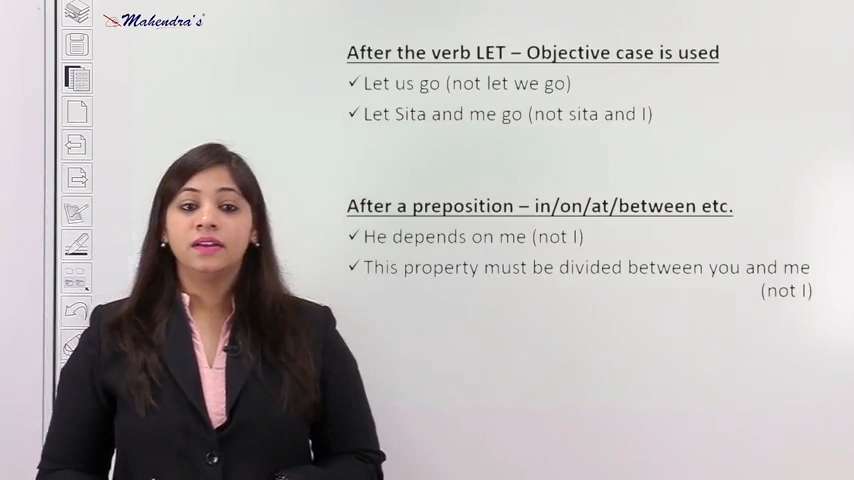 Mahendra's
After the verb LET – Objective case is used
✓ Let us go (not let we go)
✓ Let Sita and me go (not sita and I)
After a preposition – in/on/at/between etc.
✓ He depends on me (not I)
✓ This property must be divided between you and me
(not I)